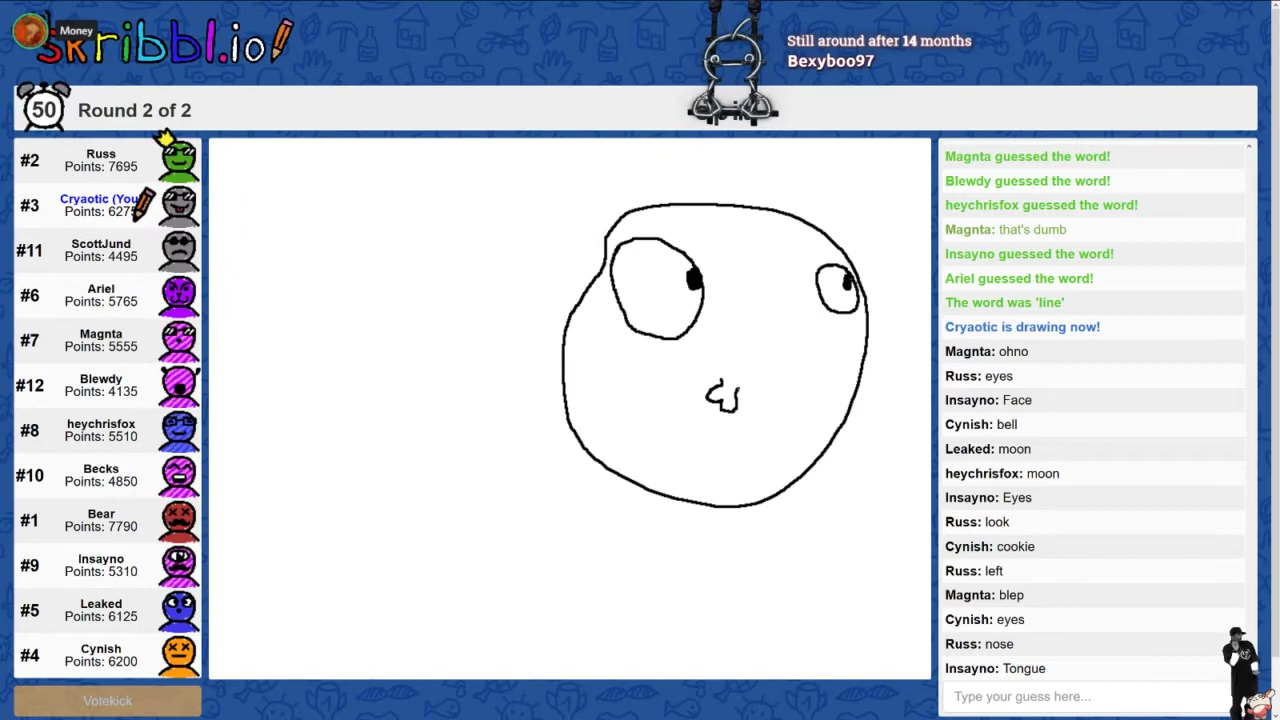 Money
skribbl.io
Still around after 14 months
Bexyboo97
50
Round 2 of 2
#2
Russ
Points: 7695
#3
Cryaotic (You
Points: 6275
#11
ScottJund
Points: 4495
#6
Ariel
Points: 5765
#7
Magnta
Points: 5555
#12
Blewdy
Points: 4135
#8
heychrisfox
Points: 5510
#10
Becks
Points: 4850
#1
Bear
Points: 7790
#9
Insayno
Points: 5310
#5
Leaked
Points: 6125
#4
Cynish
Points: 6200
Votekick
Magnta guessed the word!
Blewdy guessed the word!
heychrisfox guessed the word!
Magnta: that's dumb
Insayno guessed the word!
Ariel guessed the word!
The word was 'line'
Cryaotic is drawing now!
Magnta: ohno
Russ: eyes
Insayno: Face
Cynish: bell
Leaked: moon
heychrisfox: moon
Insayno: Eyes
Russ: look
Cynish: cookie
Russ: left
Magnta: blep
Cynish: eyes
Russ: nose
Insayno: Tongue
Type your guess here...